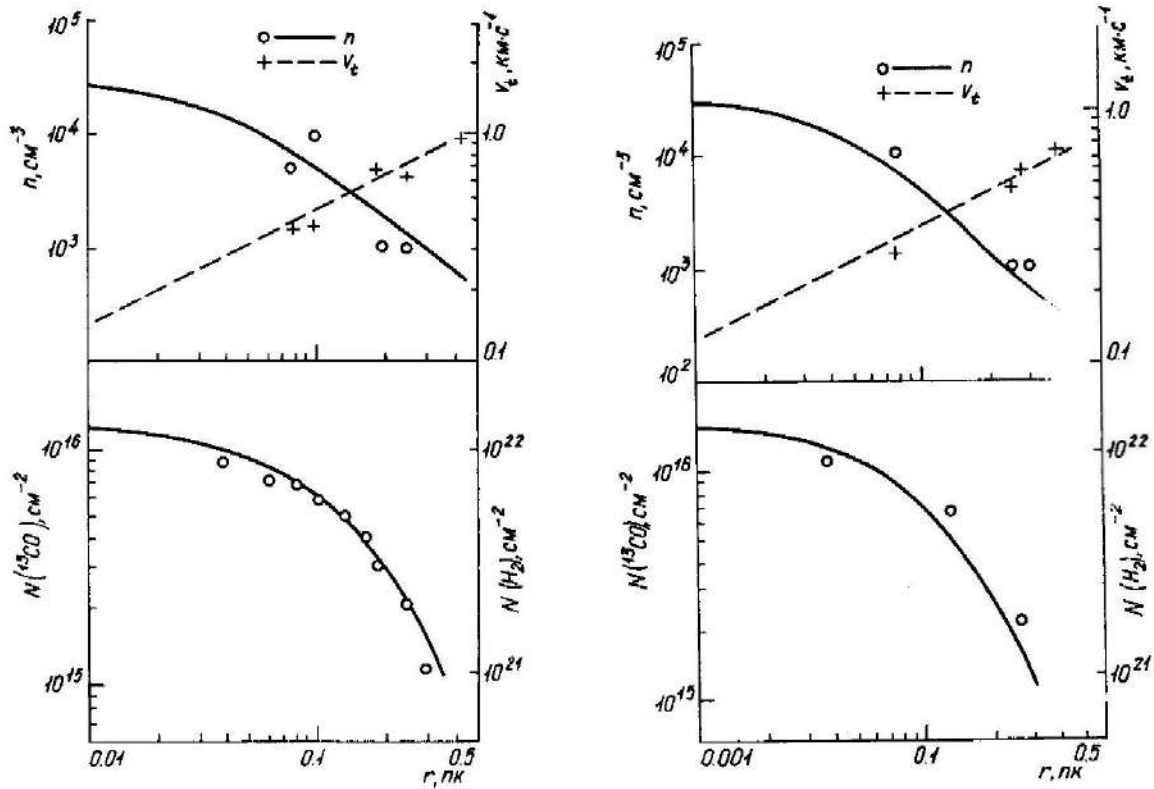 10⁵
n, см⁻³
10⁴
10³
n
V_t
V_t, км·с⁻¹
1.0
0.1
10⁵
n, см⁻³
10⁴
10³
10²
n
V_t
V_t, км·с⁻¹
1.0
0.1
10¹⁶
N(¹³CO), см⁻²
10¹⁵
10²²
N(H₂), см⁻²
10²¹
0.01
0.1
0.5
r, пк
10¹⁶
N(¹³CO), см⁻²
10¹⁵
10²²
N(H₂), см⁻²
10²¹
0.001
0.1
0.5
r, пк